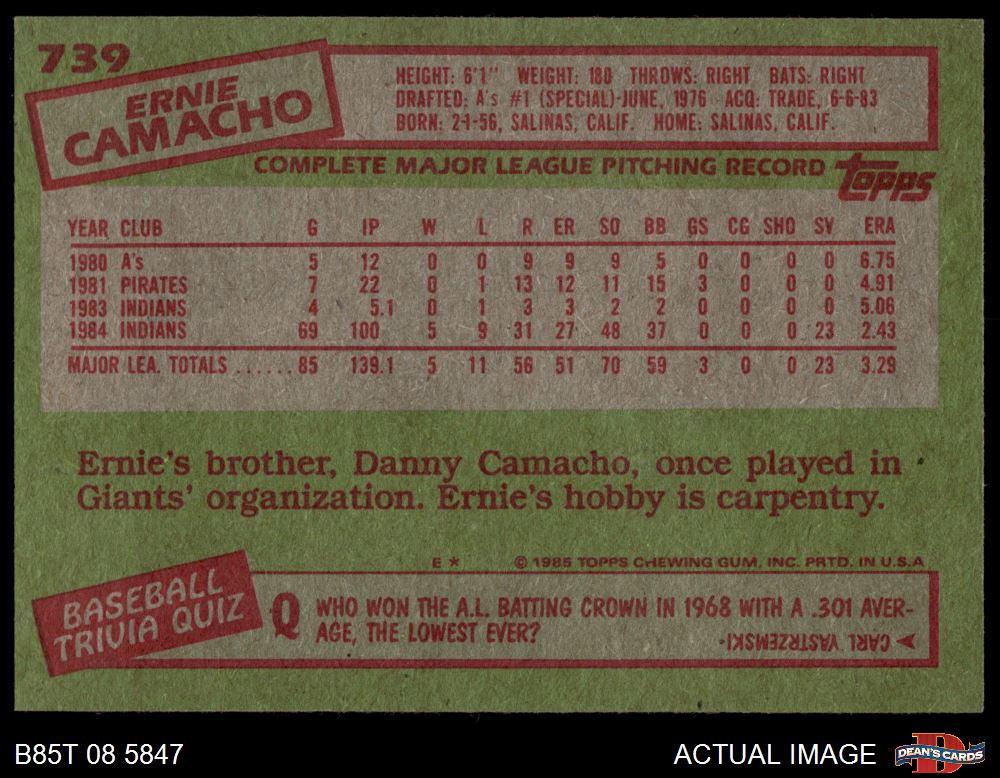 739
ERNIE
CAMACHO
HEIGHT: 6'1" WEIGHT: 180 THROWS: RIGHT BATS: RIGHT
DRAFTED: A's #1 (SPECIAL)-JUNE, 1976 ACQ: TRADE, 6-6-83
BORN: 2-1-56, SALINAS, CALIF. HOME: SALINAS, CALIF.
COMPLETE MAJOR LEAGUE PITCHING RECORD
topps
YEAR CLUB G IP W L R ER SO BB GS CG SHO SV ERA
1980 A's 5 12 0 0 9 9 9 5 0 0 0 0 6.75
1981 PIRATES 7 22 0 1 13 12 11 15 3 0 0 0 4.91
1983 INDIANS 4 5.1 0 1 3 3 2 2 0 0 0 0 5.06
1984 INDIANS 69 100 5 9 31 27 48 37 0 0 0 23 2.43
MAJOR LEA. TOTALS ......85 139.1 5 11 56 51 70 59 3 0 0 23 3.29
Ernie's brother, Danny Camacho, once played in
Giants' organization. Ernie's hobby is carpentry.
E * © 1985 TOPPS CHEWING GUM, INC. PRTD. IN U.S.A
BASEBALL
TRIVIA QUIZ
Q WHO WON THE A.L. BATTING CROWN IN 1968 WITH A .301 AVER-
AGE, THE LOWEST EVER?
CARL YASTRZEMSKI.
B85T 08 5847
ACTUAL IMAGE
D
DEAN'S CARDS